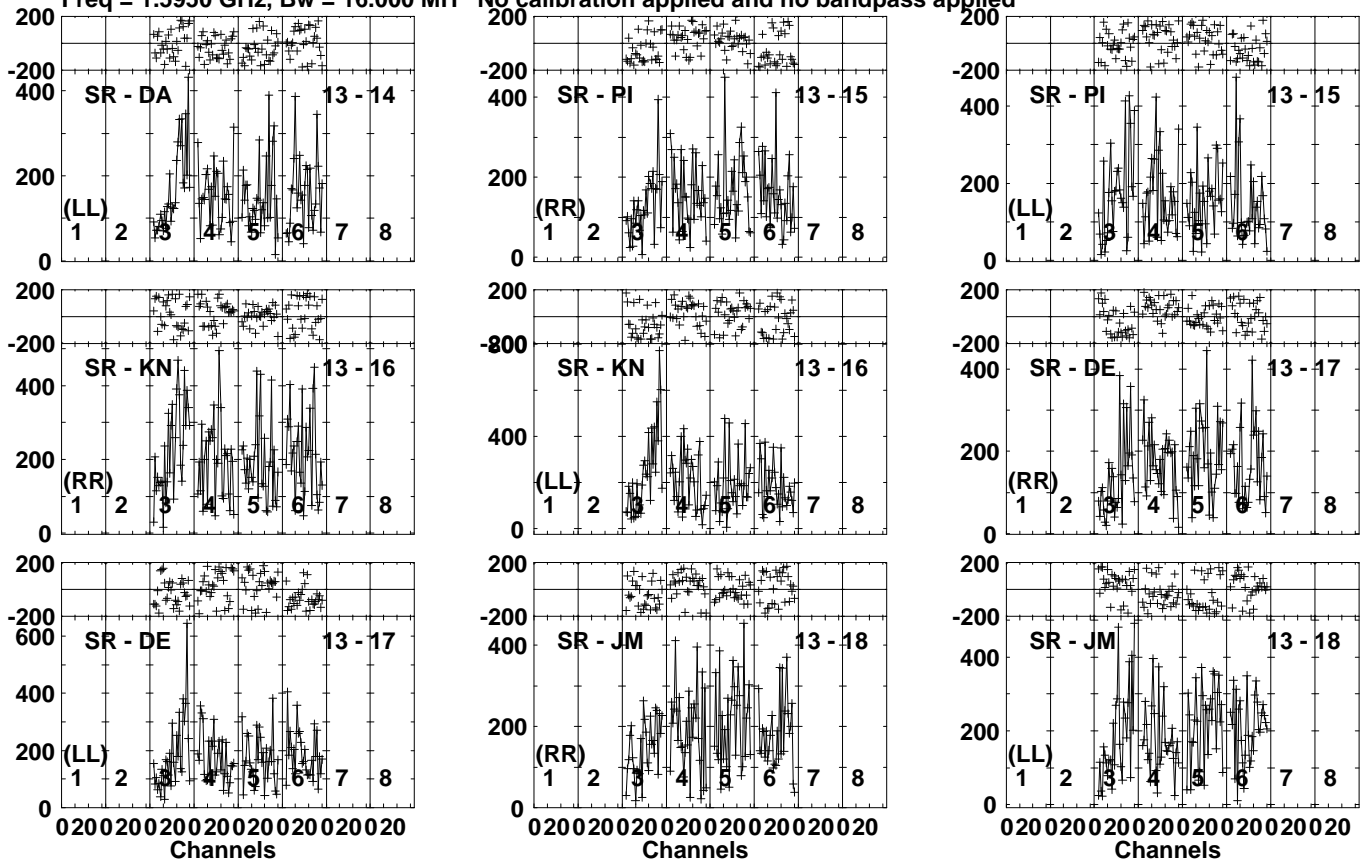 Freq = 1.5950 GHz, Bw = 16.000 MH No calibration applied and no bandpass applied
200 200 200
-200 -200 -200
400 SR - DA 13 - 14 400 SR - PI 13 - 15 400 SR - PI 13 - 15
200 200 200
(LL) (RR) (LL)
1 2 3 4 5 6 7 8 1 2 3 4 5 6 7 8 1 2 3 4 5 6 7 8
0 0 0
200 200 200
-200 -200 800 -200
SR - KN 13 - 16 SR - KN 13 - 16 SR - DE 13 - 17
400 400 400
200 200
(RR) (LL) (RR)
1 2 3 4 5 6 7 8 1 2 3 4 5 6 7 8 1 2 3 4 5 6 7 8
0 0 0
200 200 200
-200 -200 -200
600 SR - DE 13 - 17 SR - JM 13 - 18 SR - JM 13 - 18
400 400 400
200 200 200
(LL) (RR) (LL)
1 2 3 4 5 6 7 8 1 2 3 4 5 6 7 8 1 2 3 4 5 6 7 8
0 0 0
0 20 0 20 0 20 0 20 0 20 0 20 0 20 0 20 0 20 0 20 0 20 0 20 0 20 0 20 0 20 0 20 0 20 0 20 0 20 0 20 0 20 0 20 0 20 0 20
Channels Channels Channels